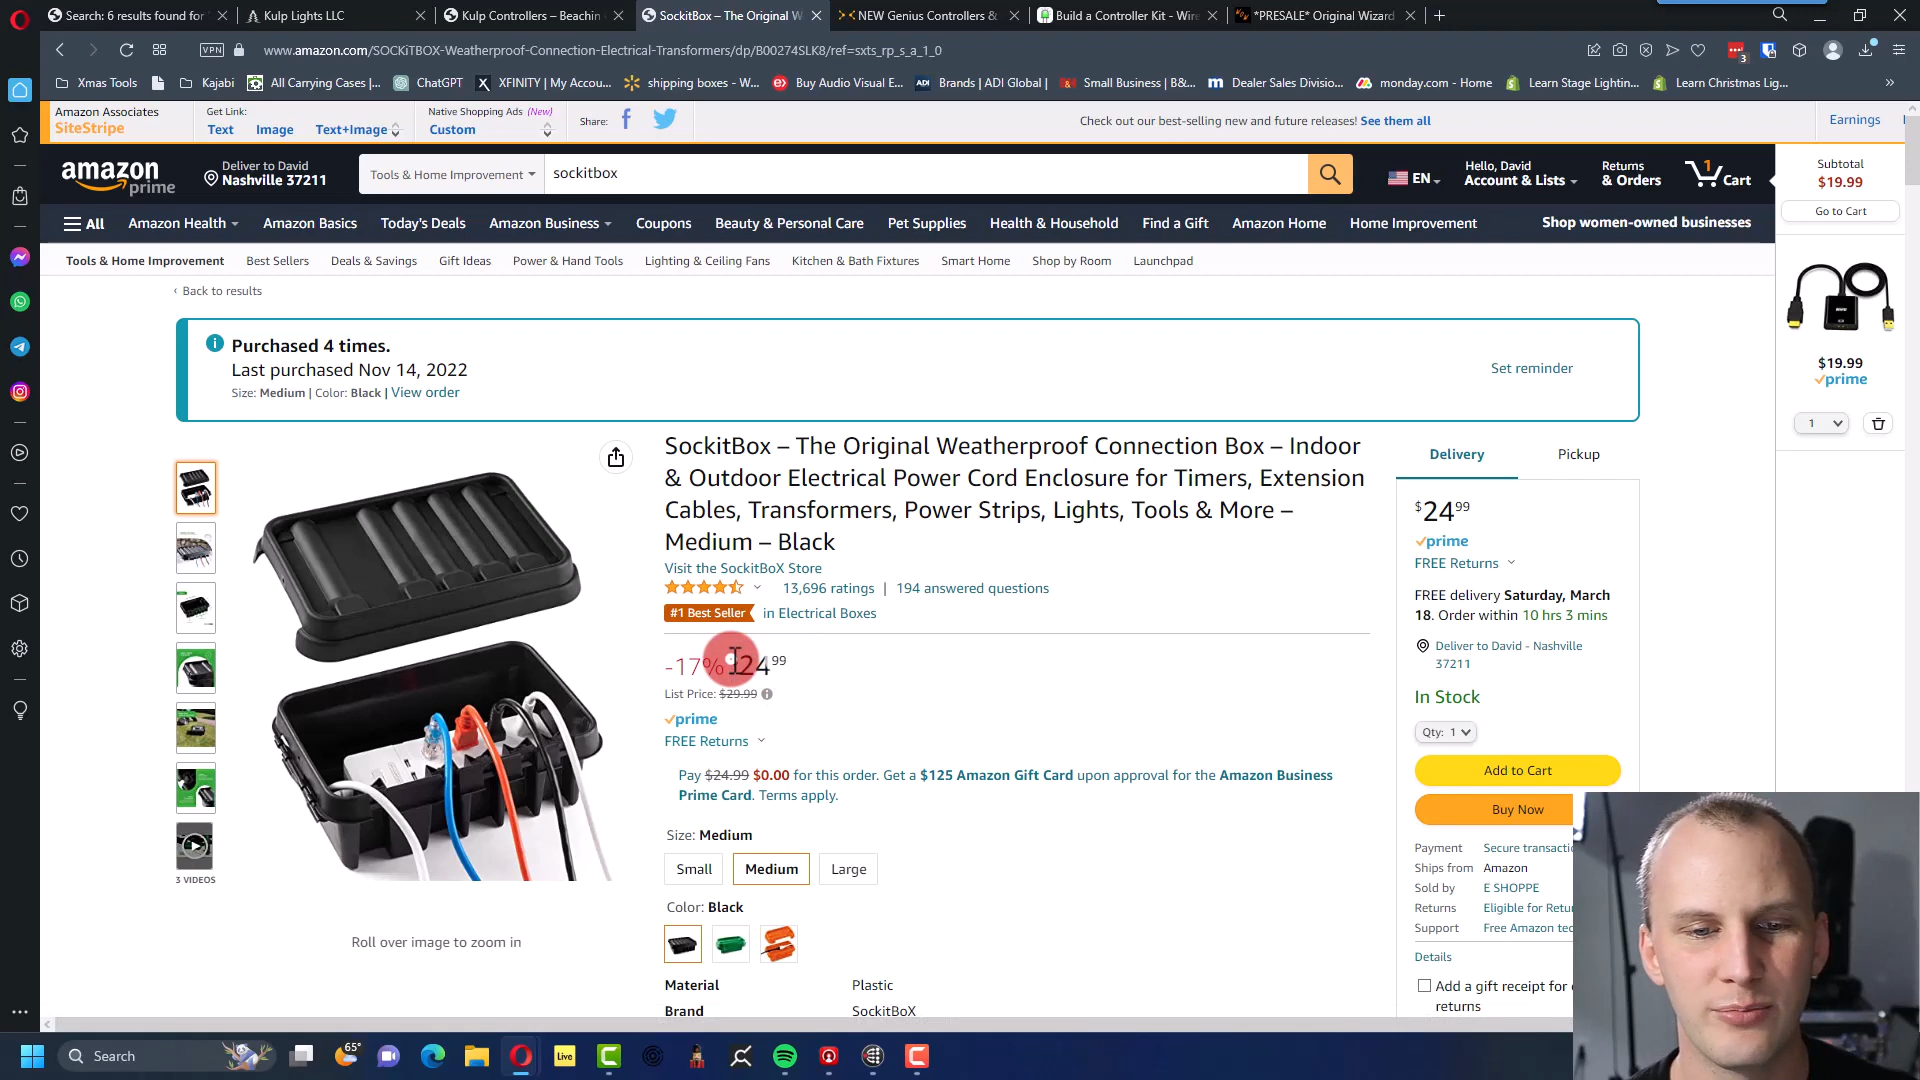 Search: 6 results found for
Kulp Lights LLC
Kulp Controllers – Beachin
SockitBox – The Original W
NEW Genius Controllers &
Build a Controller Kit - Wire
*PRESALE* Original Wizard
VPN
www.amazon.com/SOCKiTBOX-Weatherproof-Connection-Electrical-Transformers/dp/B00274SLK8/ref=sxts_rp_s_a_1_0
3
Xmas Tools
Kajabi
All Carrying Cases |...
ChatGPT
XFINITY | My Accou...
shipping boxes - W...
Buy Audio Visual E...
Brands | ADI Global |
Small Business | B&...
Dealer Sales Divisio...
monday.com - Home
Learn Stage Lightin...
Learn Christmas Lig...
Amazon Associates
SiteStripe
Get Link:
Text
Image
Text+Image
Native Shopping Ads (New)
Custom
Share:
Check out our best-selling new and future releases! See them all
Earnings
amazon
prime
Deliver to David
Nashville 37211
Tools & Home Improvement
sockitbox
EN
Hello, David
Account & Lists
Returns
& Orders
1
Cart
Subtotal
$19.99
Go to Cart
All
Amazon Health
Amazon Basics
Today's Deals
Amazon Business
Coupons
Beauty & Personal Care
Pet Supplies
Health & Household
Find a Gift
Amazon Home
Home Improvement
Shop women-owned businesses
Tools & Home Improvement
Best Sellers
Deals & Savings
Gift Ideas
Power & Hand Tools
Lighting & Ceiling Fans
Kitchen & Bath Fixtures
Smart Home
Shop by Room
Launchpad
‹ Back to results
Purchased 4 times.
Last purchased Nov 14, 2022
Size: Medium | Color: Black | View order
Set reminder
$19.99
prime
1
SockitBox – The Original Weatherproof Connection Box – Indoor
& Outdoor Electrical Power Cord Enclosure for Timers, Extension
Cables, Transformers, Power Strips, Lights, Tools & More –
Medium – Black
Visit the SockitBoX Store
13,696 ratings | 194 answered questions
#1 Best Seller in Electrical Boxes
-17% $24 99
List Price: $29.99
prime
FREE Returns
Pay $24.99 $0.00 for this order. Get a $125 Amazon Gift Card upon approval for the Amazon Business
Prime Card. Terms apply.
Size: Medium
Small
Medium
Large
Color: Black
Material Plastic
Brand SockitBoX
3 VIDEOS
Roll over image to zoom in
Delivery
Pickup
$24 99
prime
FREE Returns
FREE delivery Saturday, March
18. Order within 10 hrs 3 mins
Deliver to David - Nashville
37211
In Stock
Qty: 1
Add to Cart
Buy Now
Payment Secure transactio
Ships from Amazon
Sold by E SHOPPE
Returns Eligible for Retu
Support Free Amazon tec
Details
Add a gift receipt for
returns
Search
65°
Live